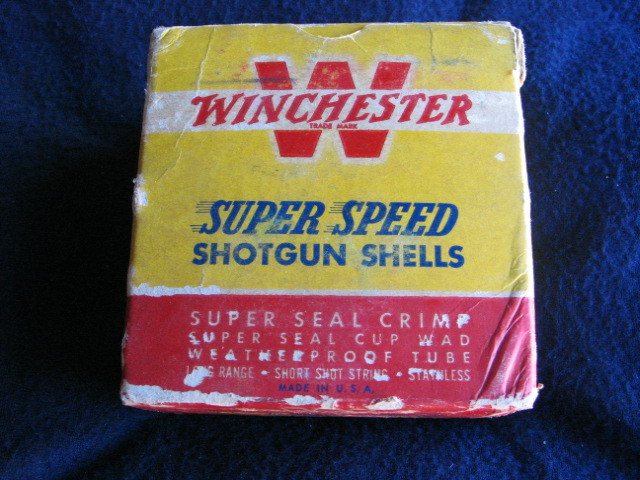 W
WINCHESTER
TRADE MARK
SUPER SPEED
SHOTGUN SHELLS
SUPER SEAL CRIMP
SUPER SEAL CUP WAD
WEATHERPROOF TUBE
LONG RANGE • SHORT SHOT STRING • STAINLESS
MADE IN U.S.A.